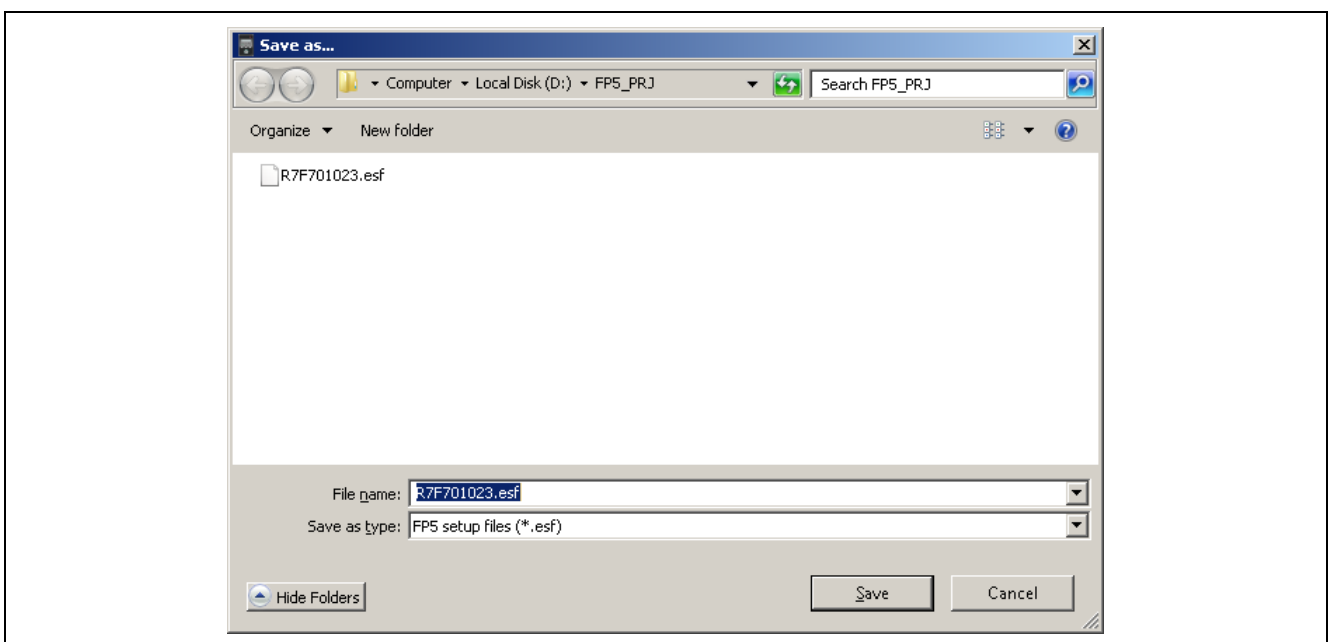 Save as...
Computer Local Disk (D:) FP5_PRJ Search FP5_PRJ
Organize New folder
R7F701023.esf
File name: R7F701023.esf
Save as type: FP5 setup files (*.esf)
Hide Folders Save Cancel